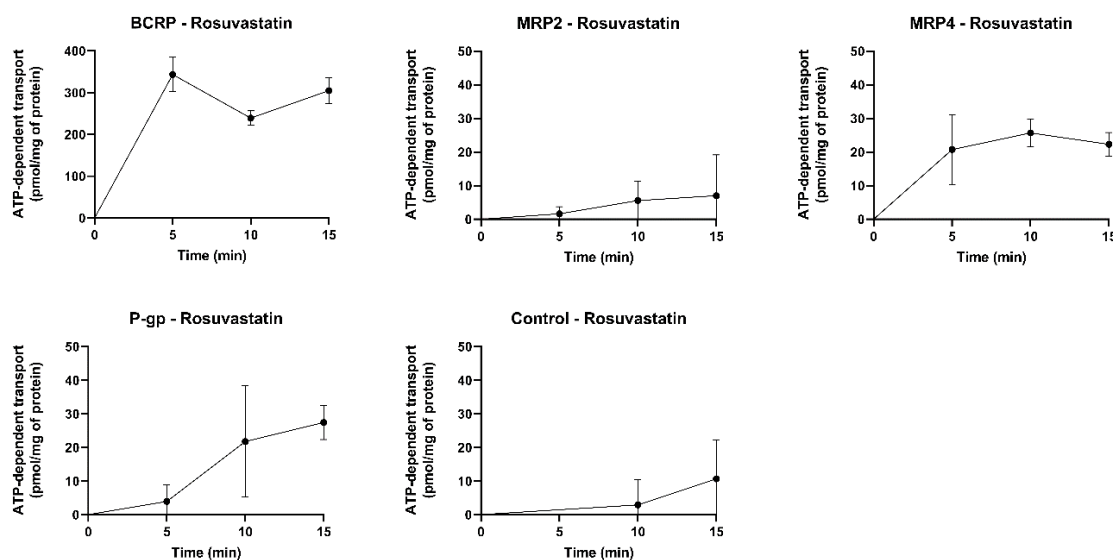 BCRP - Rosuvastatin
ATP-dependent transport
(pmol/mg of protein)
400
300
200
100
0
0 5 10 15
Time (min)
MRP2 - Rosuvastatin
ATP-dependent transport
(pmol/mg of protein)
50
40
30
20
10
0
0 5 10 15
Time (min)
MRP4 - Rosuvastatin
ATP-dependent transport
(pmol/mg of protein)
50
40
30
20
10
0
0 5 10 15
Time (min)
P-gp - Rosuvastatin
ATP-dependent transport
(pmol/mg of protein)
50
40
30
20
10
0
0 5 10 15
Time (min)
Control - Rosuvastatin
ATP-dependent transport
(pmol/mg of protein)
50
40
30
20
10
0
0 5 10 15
Time (min)